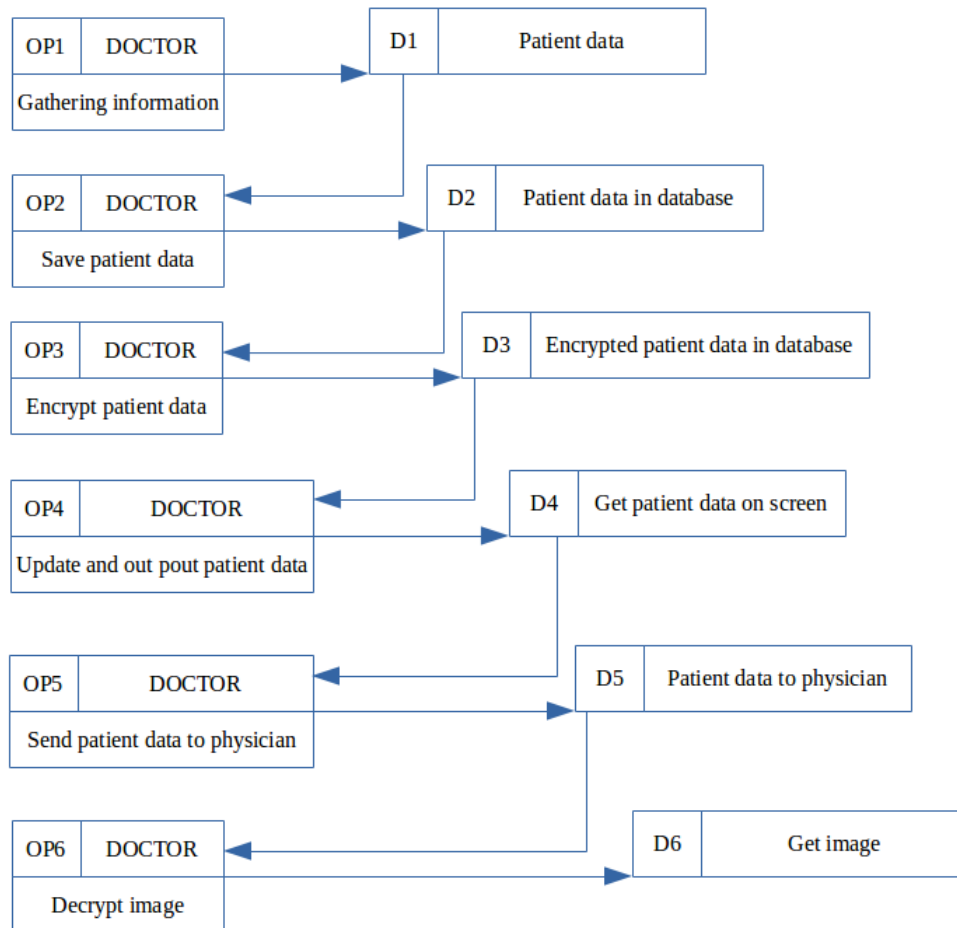 OP1 DOCTOR
Gathering information
D1 Patient data
OP2 DOCTOR
Save patient data
D2 Patient data in database
OP3 DOCTOR
Encrypt patient data
D3 Encrypted patient data in database
OP4 DOCTOR
Update and out pout patient data
D4 Get patient data on screen
OP5 DOCTOR
Send patient data to physician
D5 Patient data to physician
OP6 DOCTOR
Decrypt image
D6 Get image